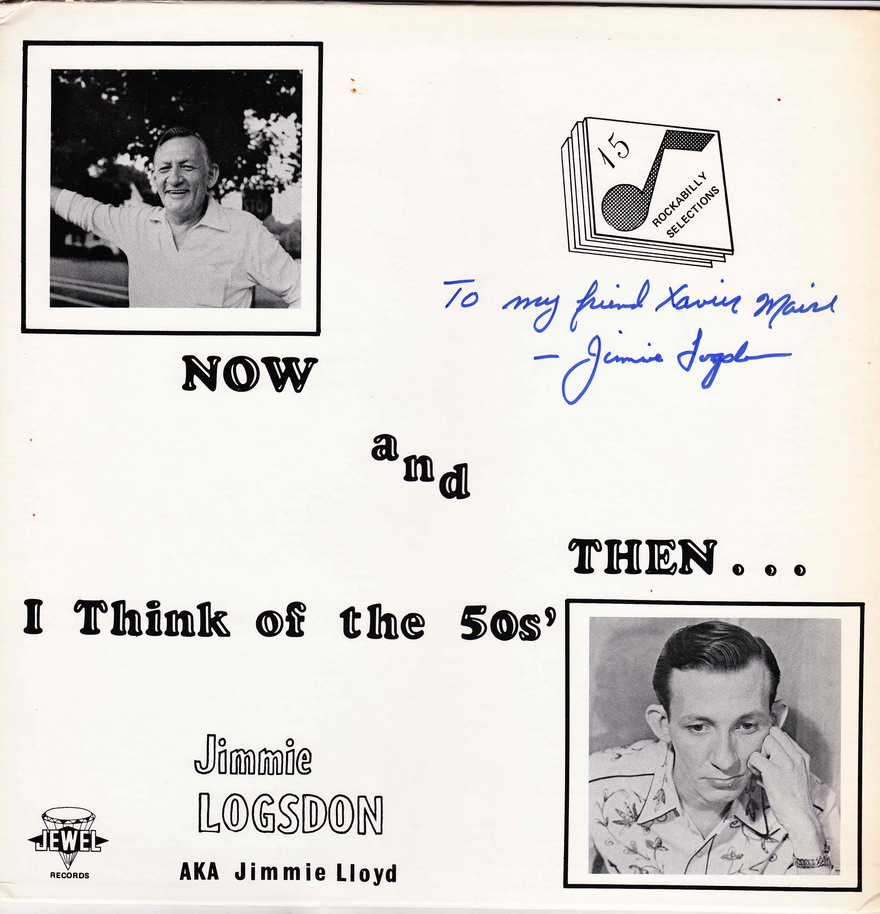 15
ROCKABILLY
SELECTIONS
To my friend Xavier Maire
— Jimmie Logsdon
NOW
and
THEN...
I Think of the 50s’
Jimmie
LOGSDON
AKA Jimmie Lloyd
JEWEL
RECORDS